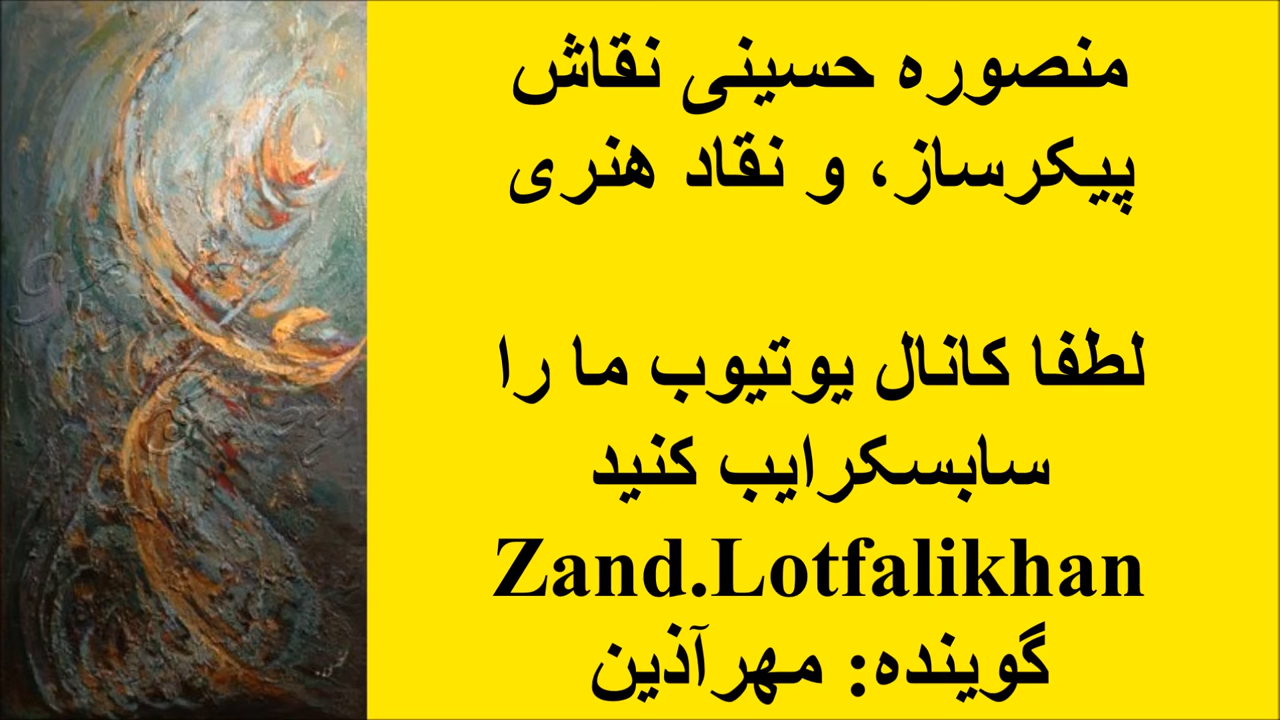 منصوره حسینی نقاش
پیکرساز، و نقاد هنری
لطفا کانال یوتیوب ما را
سابسکرایب کنید
Zand.Lotfalikhan
گوینده: مهرآذین